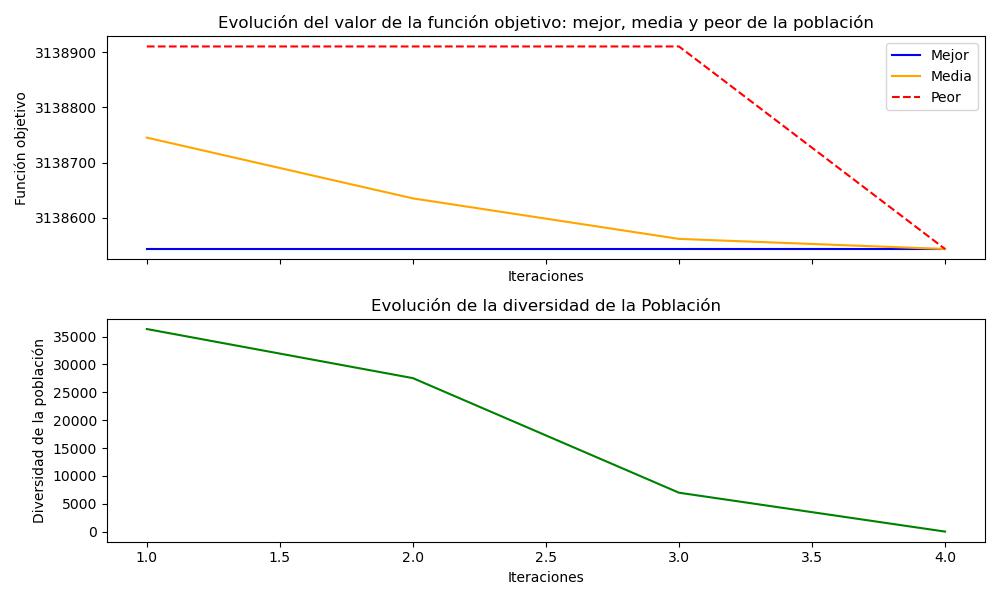 Evolución del valor de la función objetivo: mejor, media y peor de la población
3138900
3138800
3138700
3138600
Función objetivo
Mejor
Media
Peor
Iteraciones
Evolución de la diversidad de la Población
35000
30000
25000
20000
15000
10000
5000
0
Diversidad de la población
1.0 1.5 2.0 2.5 3.0 3.5 4.0
Iteraciones